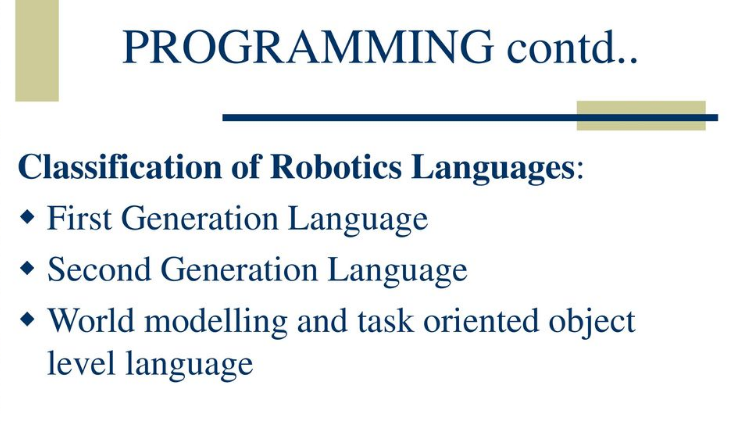 PROGRAMMING contd..
Classification of Robotics Languages:
◆ First Generation Language
◆ Second Generation Language
◆ World modelling and task oriented object
level language